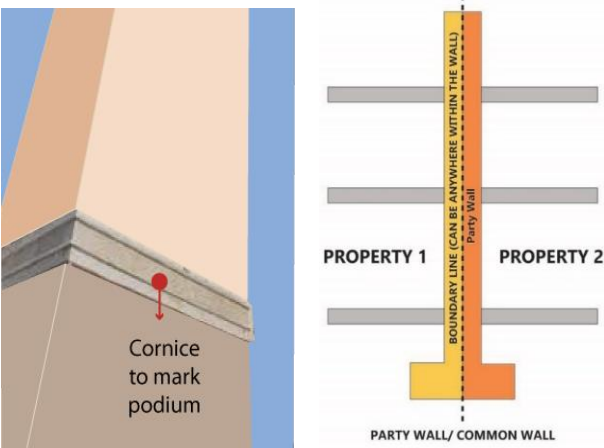 Cornice
to mark
podium
BOUNDARY LINE (CAN BE ANYWHERE WITHIN THE WALL)
Party Wall
PROPERTY 1
PROPERTY 2
PARTY WALL/ COMMON WALL